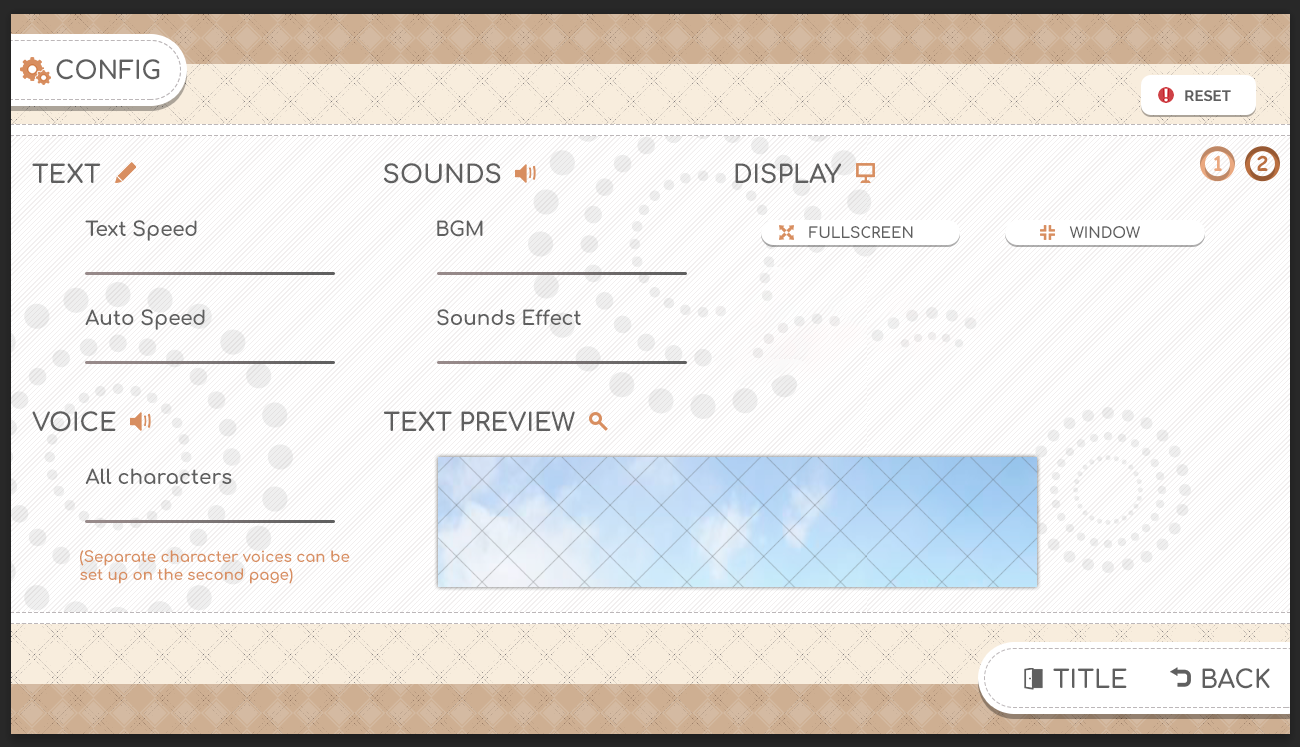 CONFIG
RESET
TEXT
SOUNDS
DISPLAY
1 2
Text Speed
BGM
FULLSCREEN
WINDOW
Auto Speed
Sounds Effect
VOICE
TEXT PREVIEW
All characters
(Separate character voices can be
set up on the second page)
TITLE
BACK